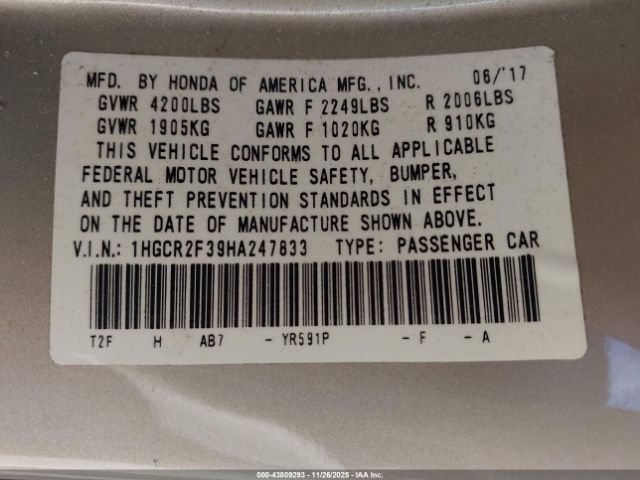 MFD. BY HONDA OF AMERICA MFG., INC. 06/'17
GVWR 4200LBS GAWR F 2249LBS R 2006LBS
GVWR 1905KG GAWR F 1020KG R 910KG
THIS VEHICLE CONFORMS TO ALL APPLICABLE
FEDERAL MOTOR VEHICLE SAFETY, BUMPER,
AND THEFT PREVENTION STANDARDS IN EFFECT
ON THE DATE OF MANUFACTURE SHOWN ABOVE.
V.I.N.: 1HGCR2F39HA247833 TYPE: PASSENGER CAR
T2F H AB7 - YR591P - F - A
000-43809293 - 11/26/2025 - IAA Inc.